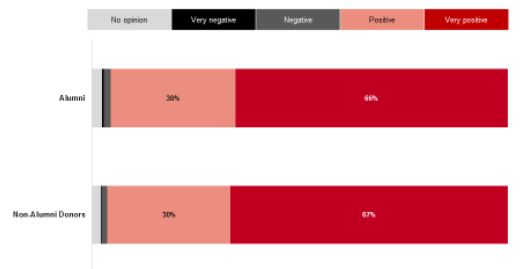 No opinion Very negative Negative Positive Very positive
Alumni 30% 66%
Non-Alumni Donors 30% 67%